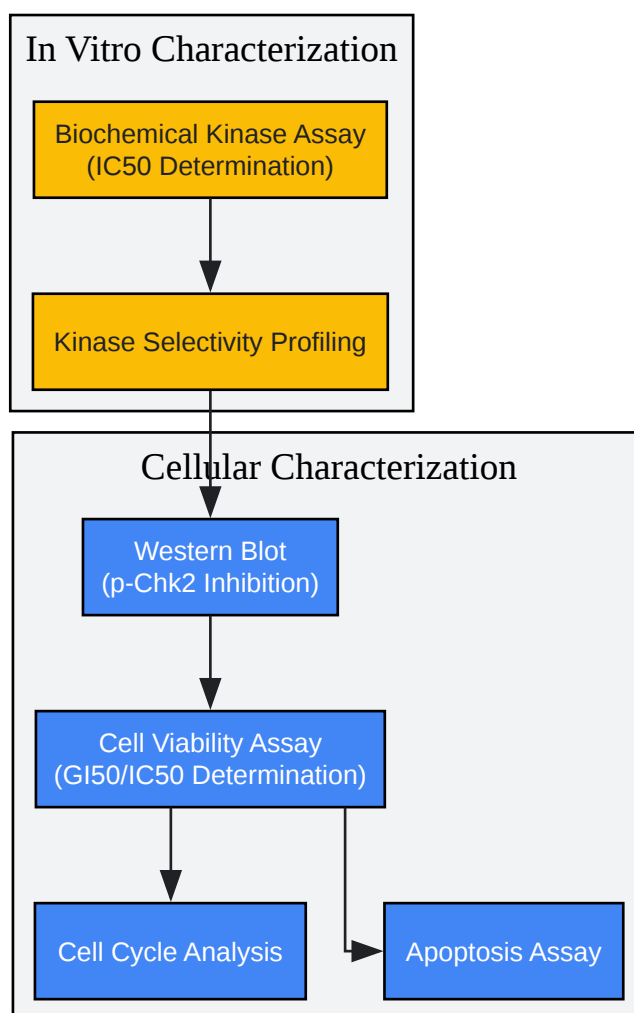 In Vitro Characterization
Biochemical Kinase Assay
(IC50 Determination)
Kinase Selectivity Profiling
Cellular Characterization
Western Blot
(p-Chk2 Inhibition)
Cell Viability Assay
(GI50/IC50 Determination)
Cell Cycle Analysis
Apoptosis Assay